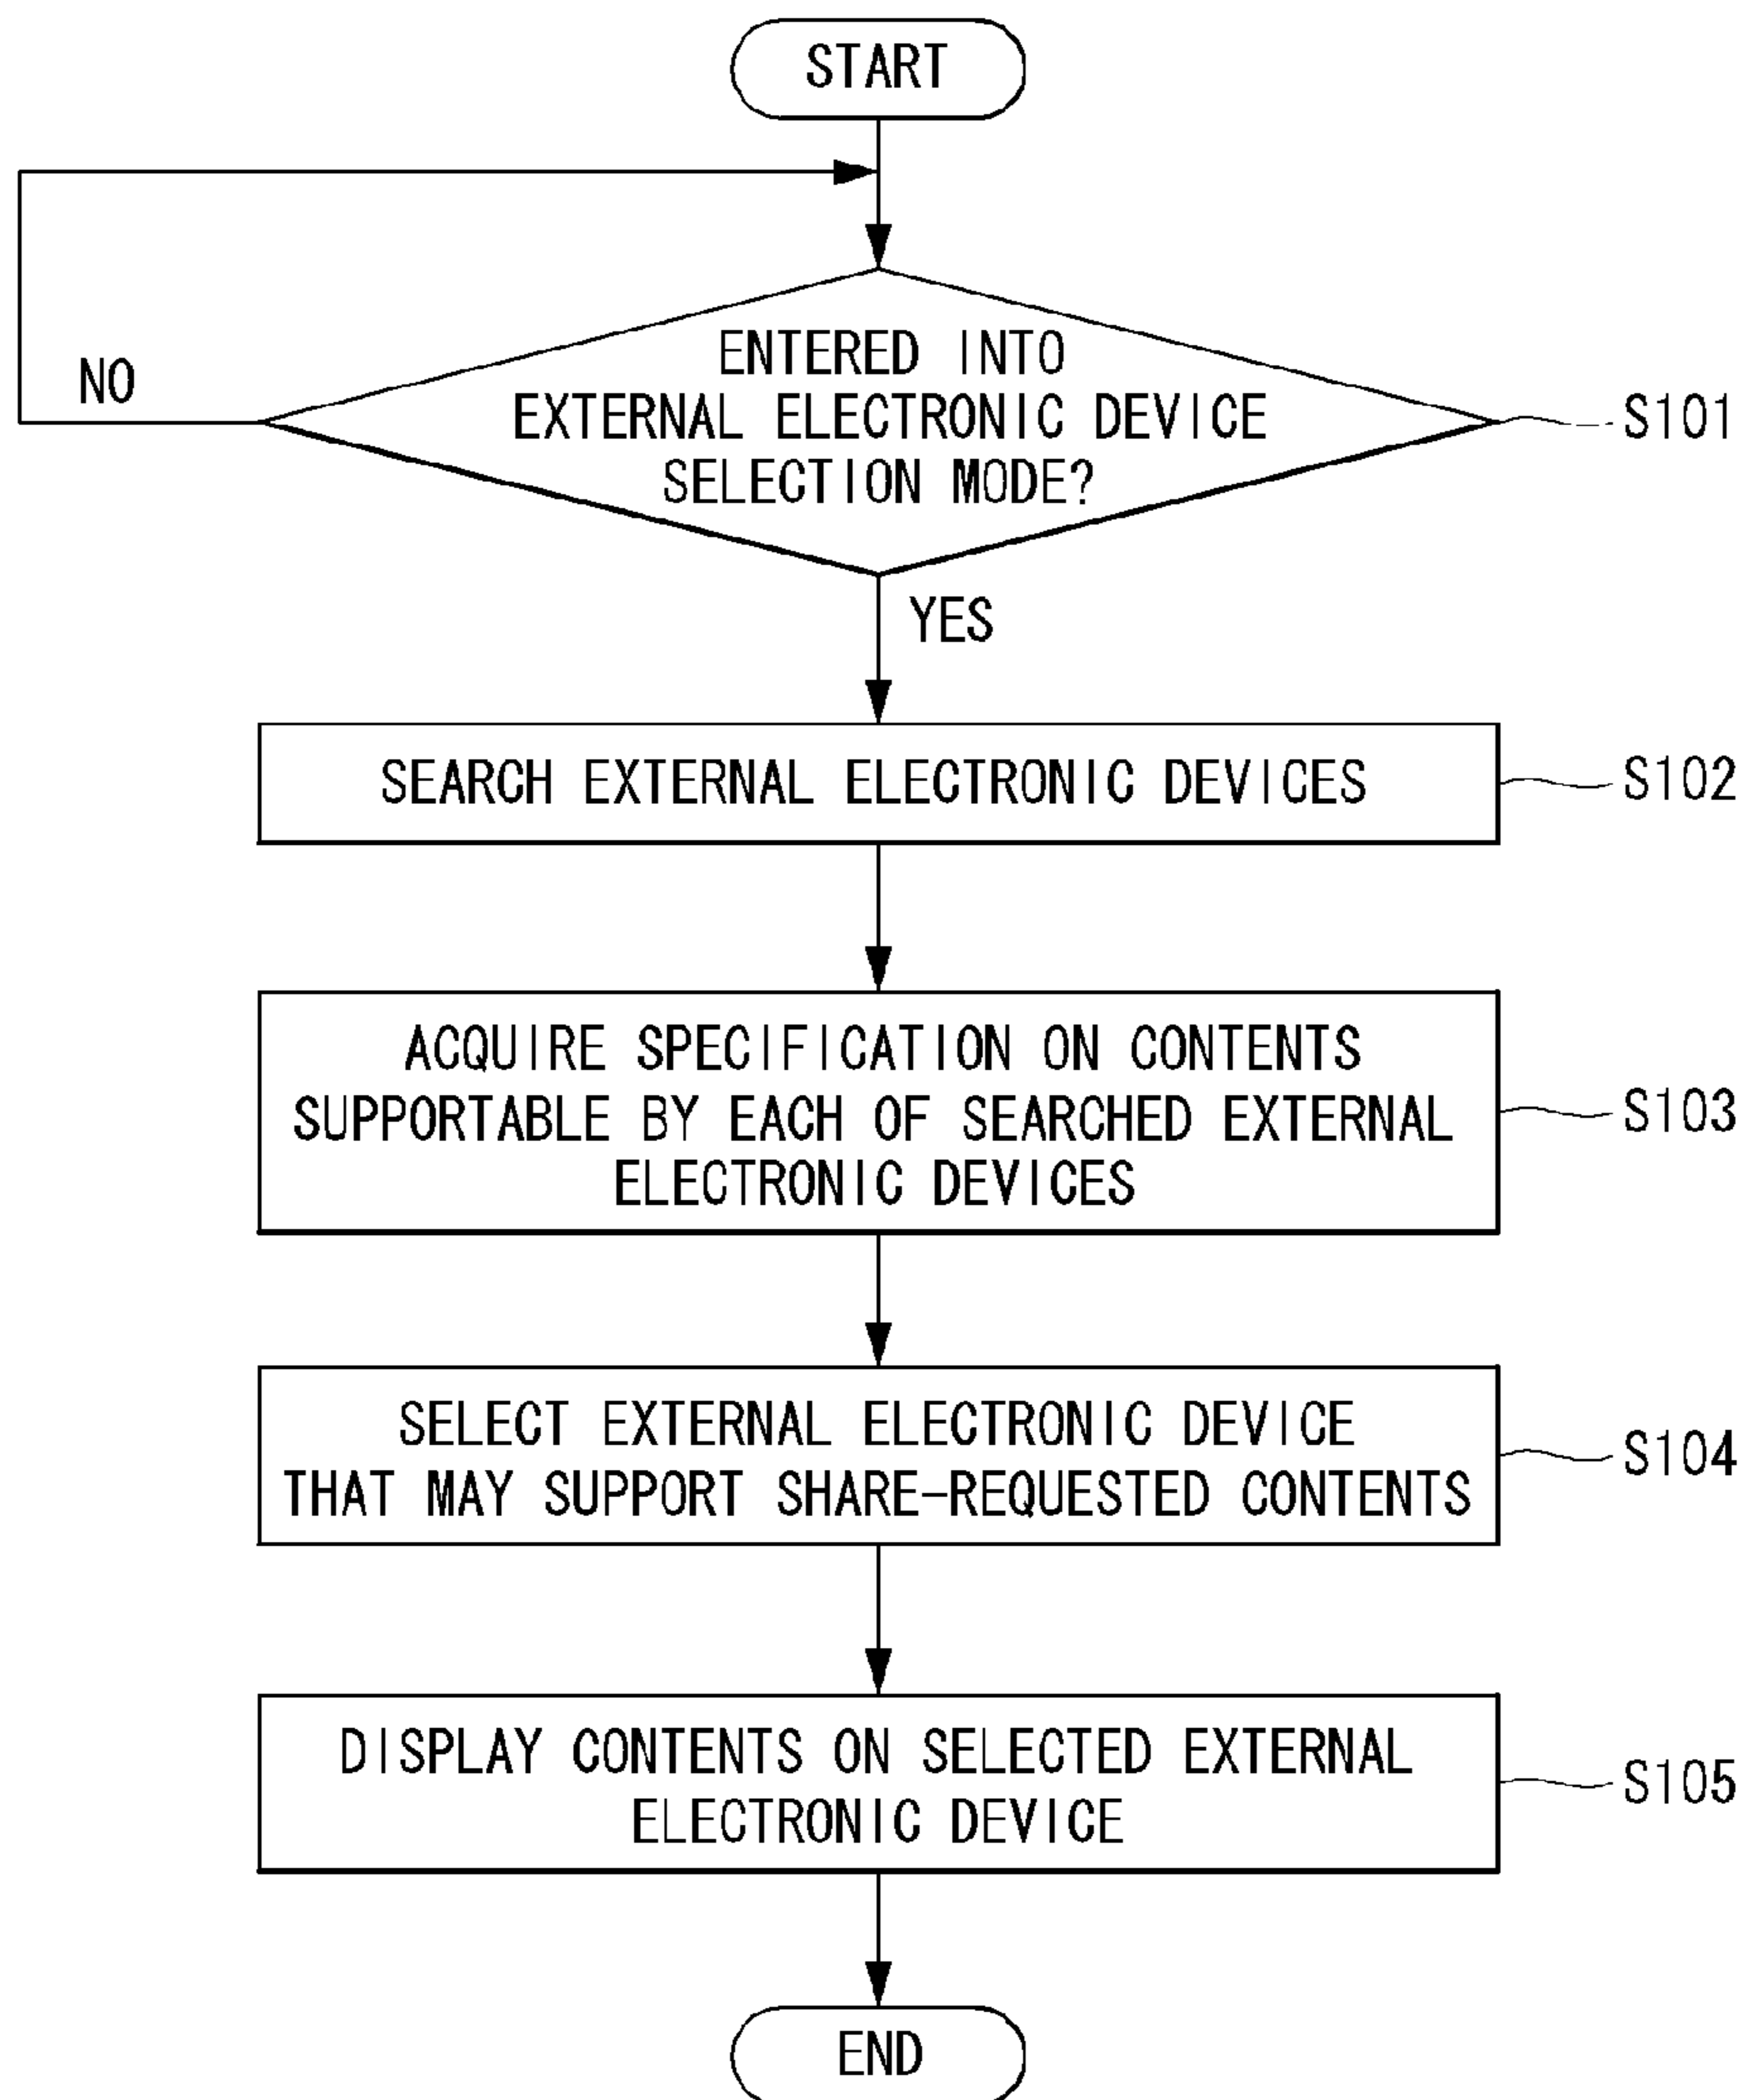 START
ENTERED INTO
EXTERNAL ELECTRONIC DEVICE
SELECTION MODE?
NO
S101
YES
SEARCH EXTERNAL ELECTRONIC DEVICES
S102
ACQUIRE SPECIFICATION ON CONTENTS
SUPPORTABLE BY EACH OF SEARCHED EXTERNAL
ELECTRONIC DEVICES
S103
SELECT EXTERNAL ELECTRONIC DEVICE
THAT MAY SUPPORT SHARE-REQUESTED CONTENTS
S104
DISPLAY CONTENTS ON SELECTED EXTERNAL
ELECTRONIC DEVICE
S105
END